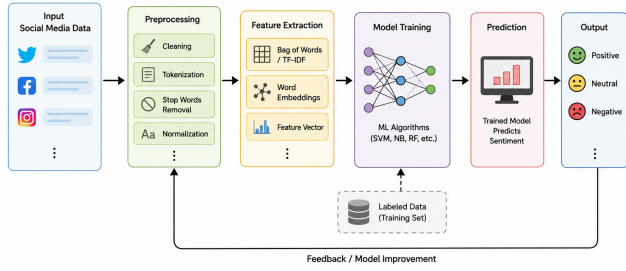 Input
Social Media Data
Preprocessing
Cleaning
Tokenization
Stop Words
Removal
Aa Normalization
Feature Extraction
Bag of Words
/ TF-IDF
Word
Embeddings
Feature Vector
Model Training
ML Algorithms
(SVM, NB, RF, etc.)
Labeled Data
(Training Set)
Prediction
Trained Model
Predicts
Sentiment
Output
Positive
Neutral
Negative
Feedback / Model Improvement